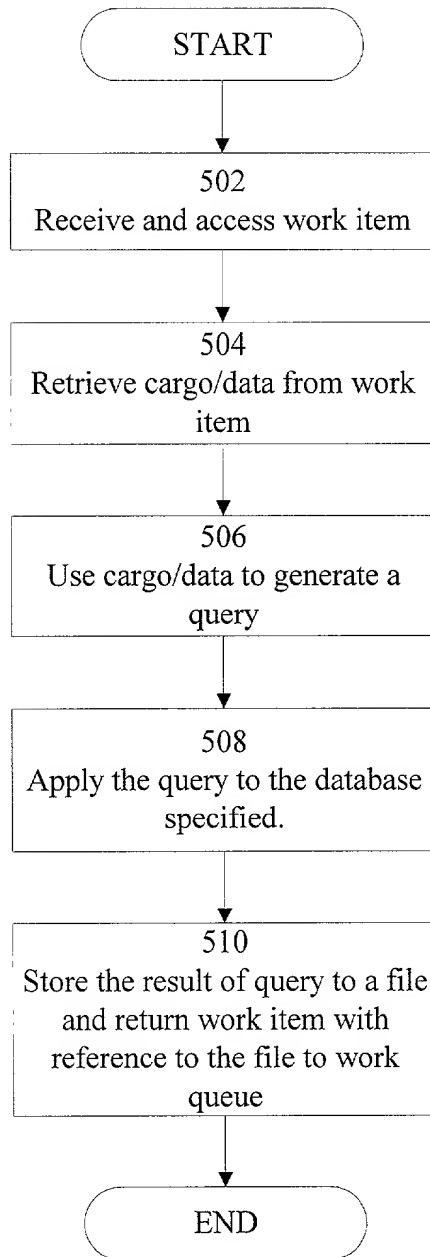 START
502
Receive and access work item
504
Retrieve cargo/data from work
item
506
Use cargo/data to generate a
query
508
Apply the query to the database
specified.
510
Store the result of query to a file
and return work item with
reference to the file to work
queue
END